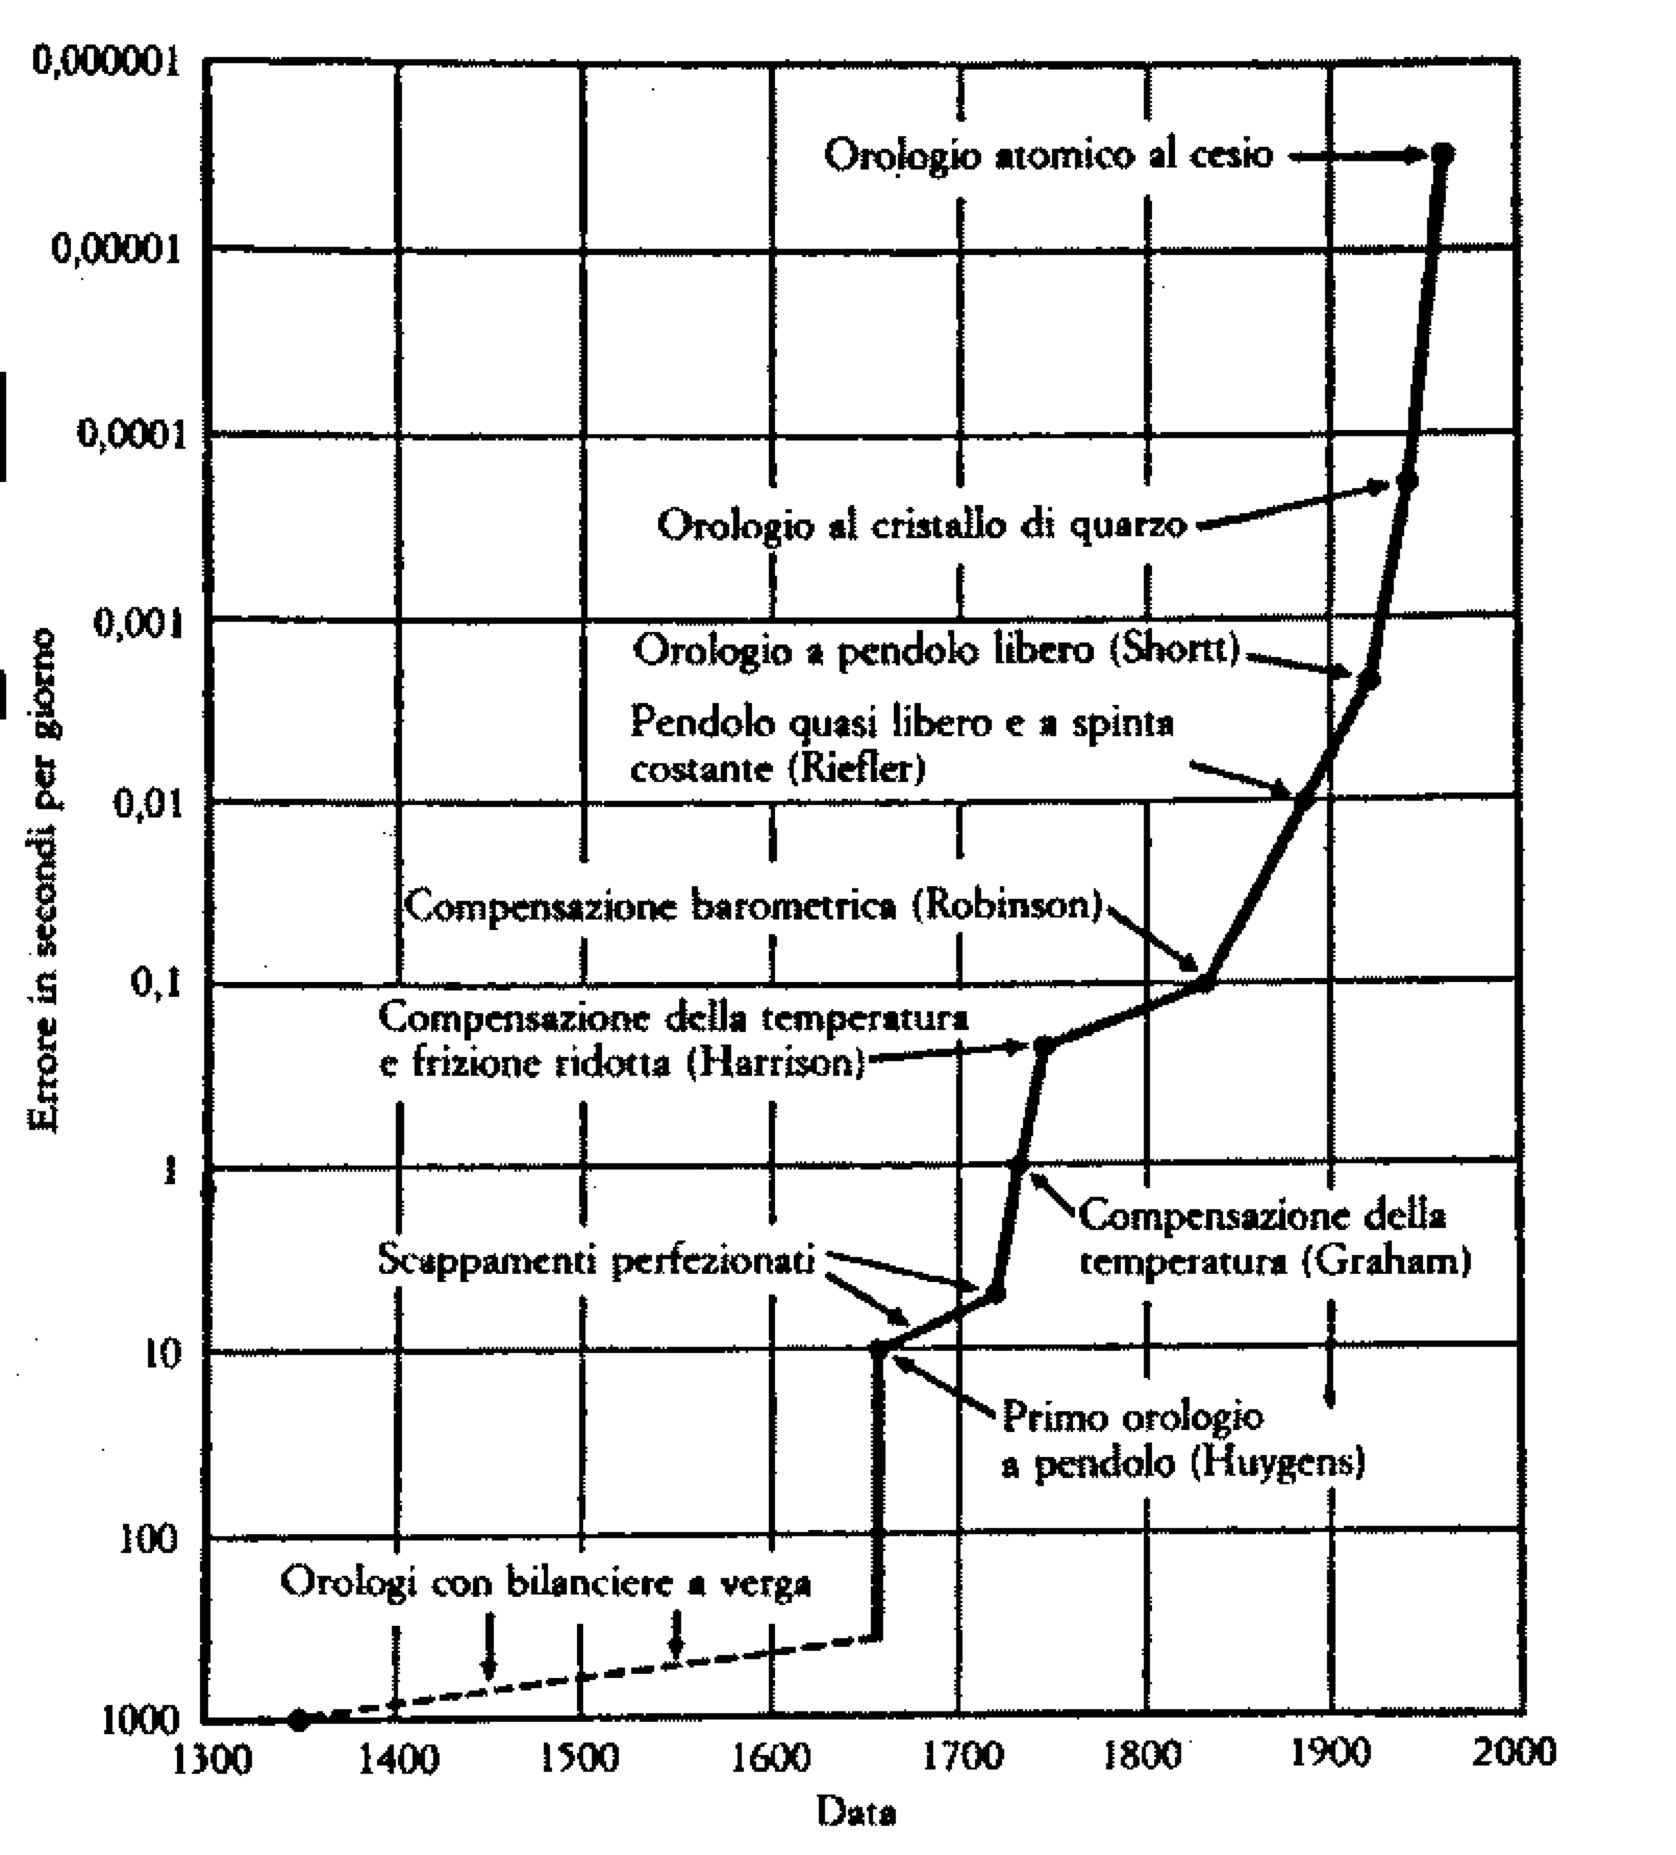 0,000001
Orologio atomico al cesio
0,00001
0,0001
Orologio al cristallo di quarzo
0,001
Orologio a pendolo libero (Shortt)
Pendolo quasi libero e a spinta
costante (Riefler)
0,01
Compensazione barometrica (Robinson)
0,1
Compensazione della temperatura
e frizione ridotta (Harrison)
1
Compensazione della
temperatura (Graham)
Scappamenti perfezionati
10
Primo orologio
a pendolo (Huygens)
100
Orologi con bilanciere a verga
1000
Errore in secondi per giorno
1300 1400 1500 1600 1700 1800 1900 2000
Data